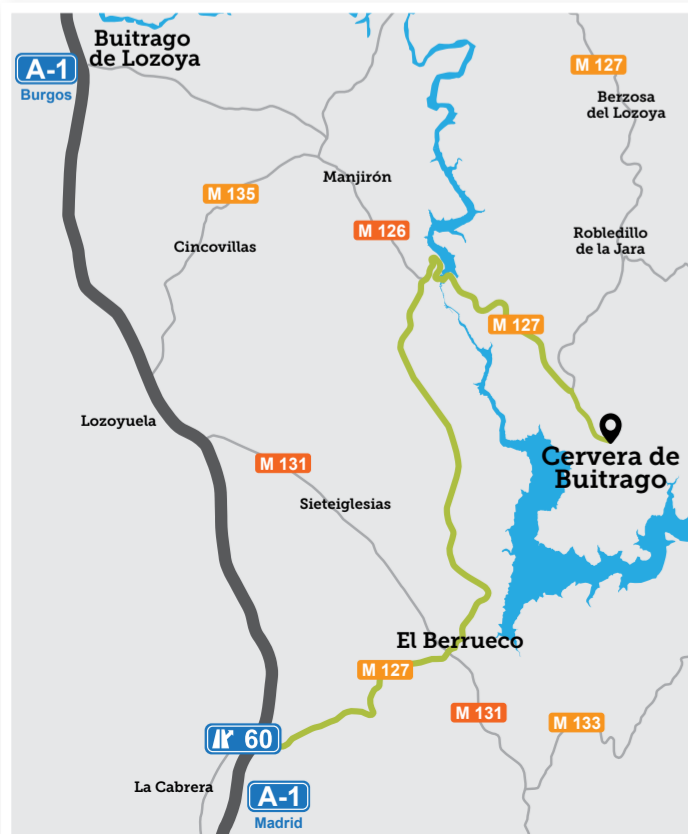 Buitrago
de Lozoya
A-1
Burgos
M 127
Berzosa
del Lozoya
Manjirón
M 135
M 126
Cincovillas
Robledillo
de la Jara
M 127
Lozoyuela
Cervera de
Buitrago
M 131
Sieteiglesias
El Berrueco
M 127
M 131
M 133
60
La Cabrera
A-1
Madrid